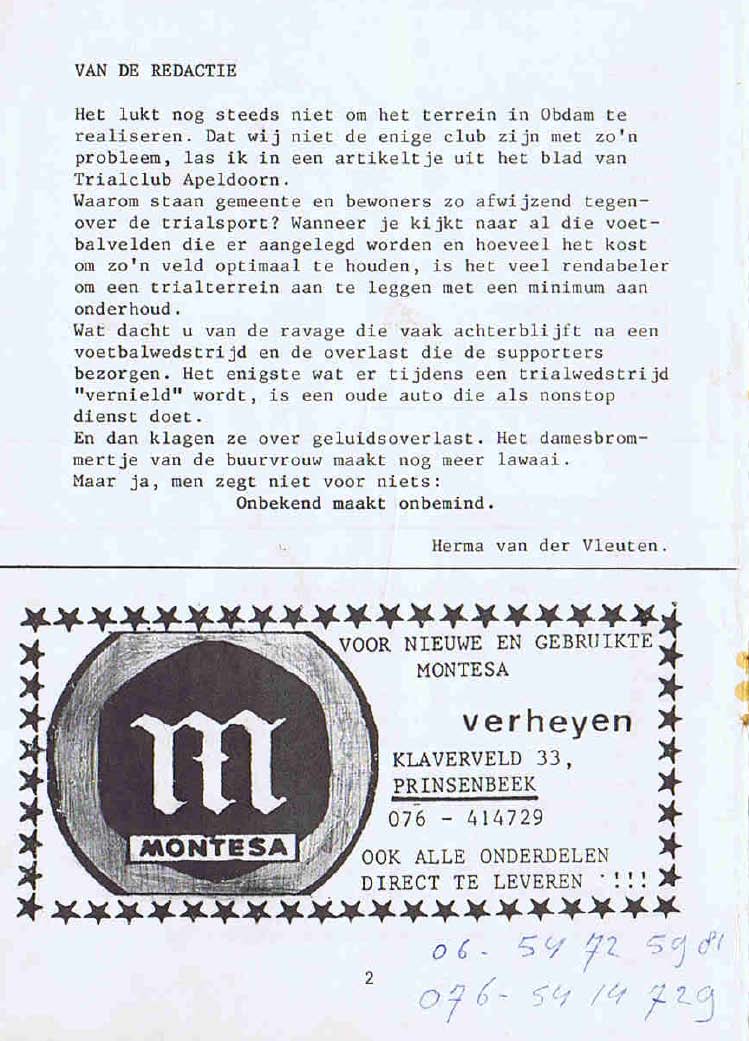 VAN DE REDACTIE
Het lukt nog steeds niet om het terrein in Obdam te
realiseren. Dat wij niet de enige club zijn met zo'n
probleem, las ik in een artikeltje uit het blad van
Trialclub Apeldoorn.
Waarom staan gemeente en bewoners zo afwijzend tegen-
over de trialsport? Wanneer je kijkt naar al die voet-
balvelden die er aangelegd worden en hoeveel het kost
om zo'n veld optimaal te houden, is het veel rendabeler
om een trialterrein aan te leggen met een minimum aan
onderhoud.
Wat dacht u van de ravage die vaak achterblijft na een
voetbalwedstrijd en de overlast die de supporters
bezorgen. Het enigste wat er tijdens een trialwedstrijd
"vernield" wordt, is een oude auto die als nonstop
dienst doet.
En dan klagen ze over geluidsoverlast. Het damesbrom-
mertje van de buurvrouw maakt nog meer lawaai.
Maar ja, men zegt niet voor niets:
Onbekend maakt onbemind.
Herma van der Vleuten.
VOOR NIEUWE EN GEBRUIKTE
MONTESA
verheyen
KLAVERVELD 33,
PRINSENBEEK
076 - 414729
OOK ALLE ONDERDELEN
DIRECT TE LEVEREN !!!
m
MONTESA
06 - 54 72 59 81
076 - 54 14 729
2